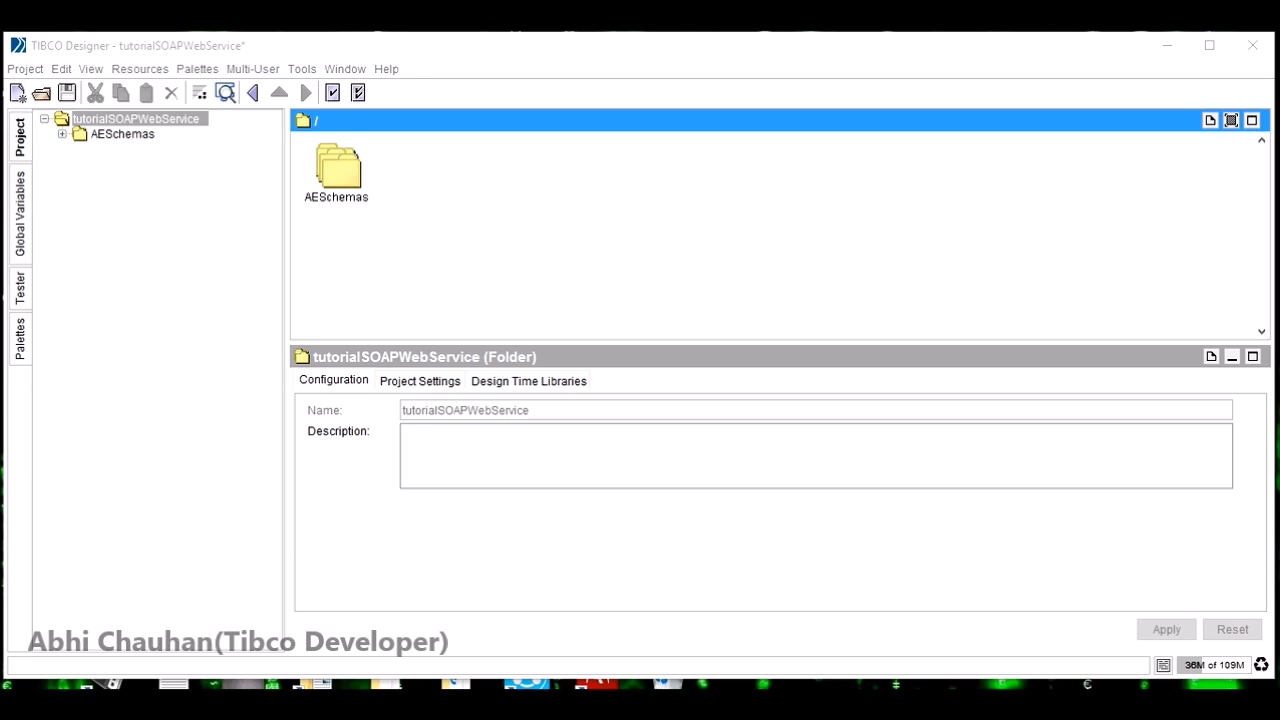 TIBCO Designer - tutorialSOAPWebService*
Project Edit View Resources Palettes Multi-User Tools Window Help
Project
Global Variables
Tester
Palettes
tutorialSOAPWebService
AESchemas
/
AESchemas
tutorialSOAPWebService (Folder)
Configuration Project Settings Design Time Libraries
Name: tutorialSOAPWebService
Description:
Apply Reset
Abhi Chauhan(Tibco Developer)
36M of 109M